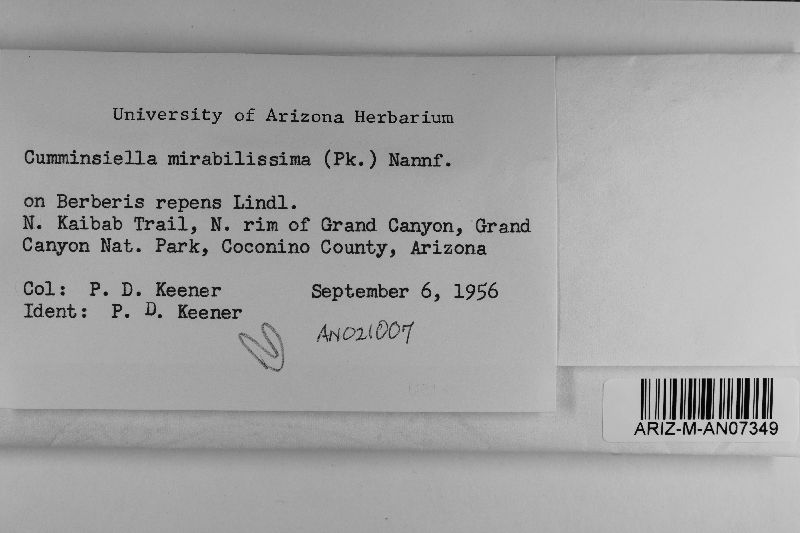 University of Arizona Herbarium
Cumminsiella mirabilissima (Pk.) Nannf.
on Berberis repens Lindl.
N. Kaibab Trail, N. rim of Grand Canyon, Grand
Canyon Nat. Park, Coconino County, Arizona
Col: P. D. Keener September 6, 1956
Ident: P. D. Keener
AN021007
ARIZ-M-AN07349